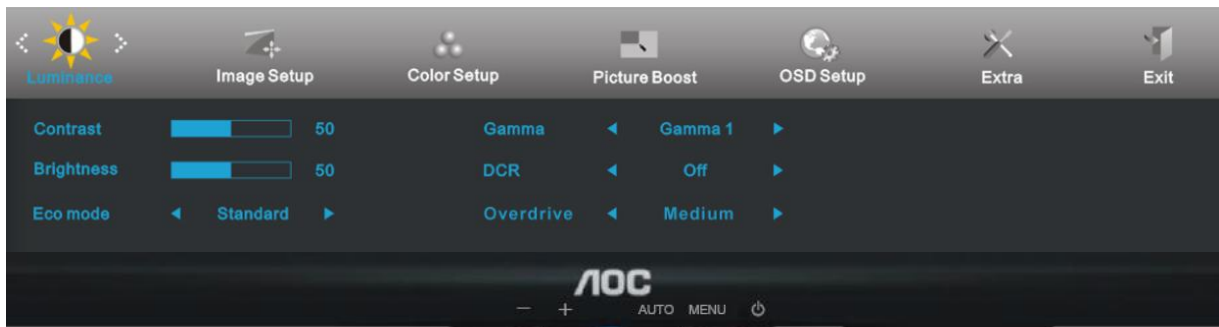 Luminance Image Setup Color Setup Picture Boost OSD Setup Extra Exit
Contrast 50 Gamma Gamma 1
Brightness 50 DCR Off
Eco mode Standard Overdrive Medium
AOC
− + AUTO MENU